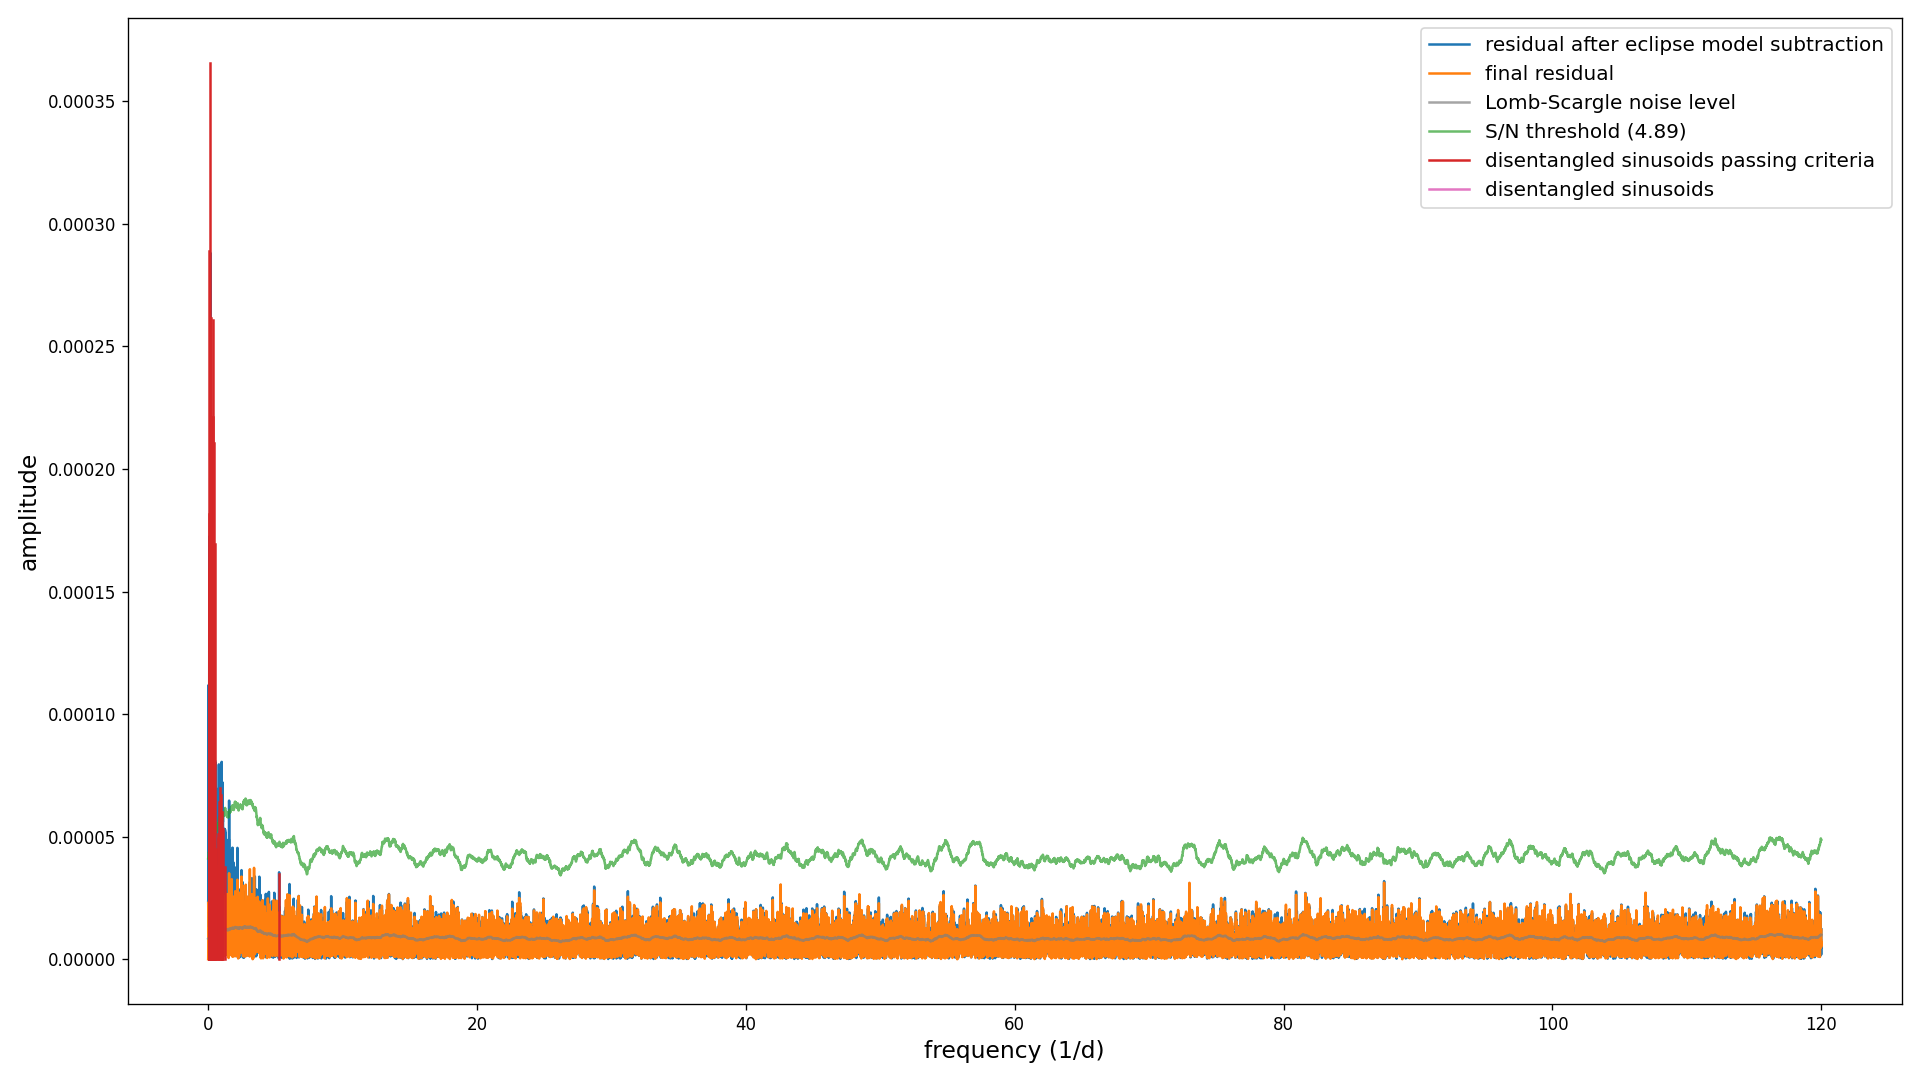 residual after eclipse model subtraction
final residual
Lomb-Scargle noise level
S/N threshold (4.89)
disentangled sinusoids passing criteria
disentangled sinusoids
amplitude
0.00035
0.00030
0.00025
0.00020
0.00015
0.00010
0.00005
0.00000
0 20 40 60 80 100 120
frequency (1/d)